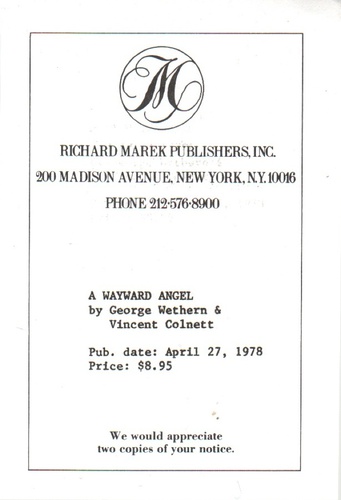 M
RICHARD MAREK PUBLISHERS, INC.
200 MADISON AVENUE, NEW YORK, N.Y. 10016
PHONE 212·576·8900
A WAYWARD ANGEL
by George Wethern &
Vincent Colnett
Pub. date: April 27, 1978
Price: $8.95
We would appreciate
two copies of your notice.